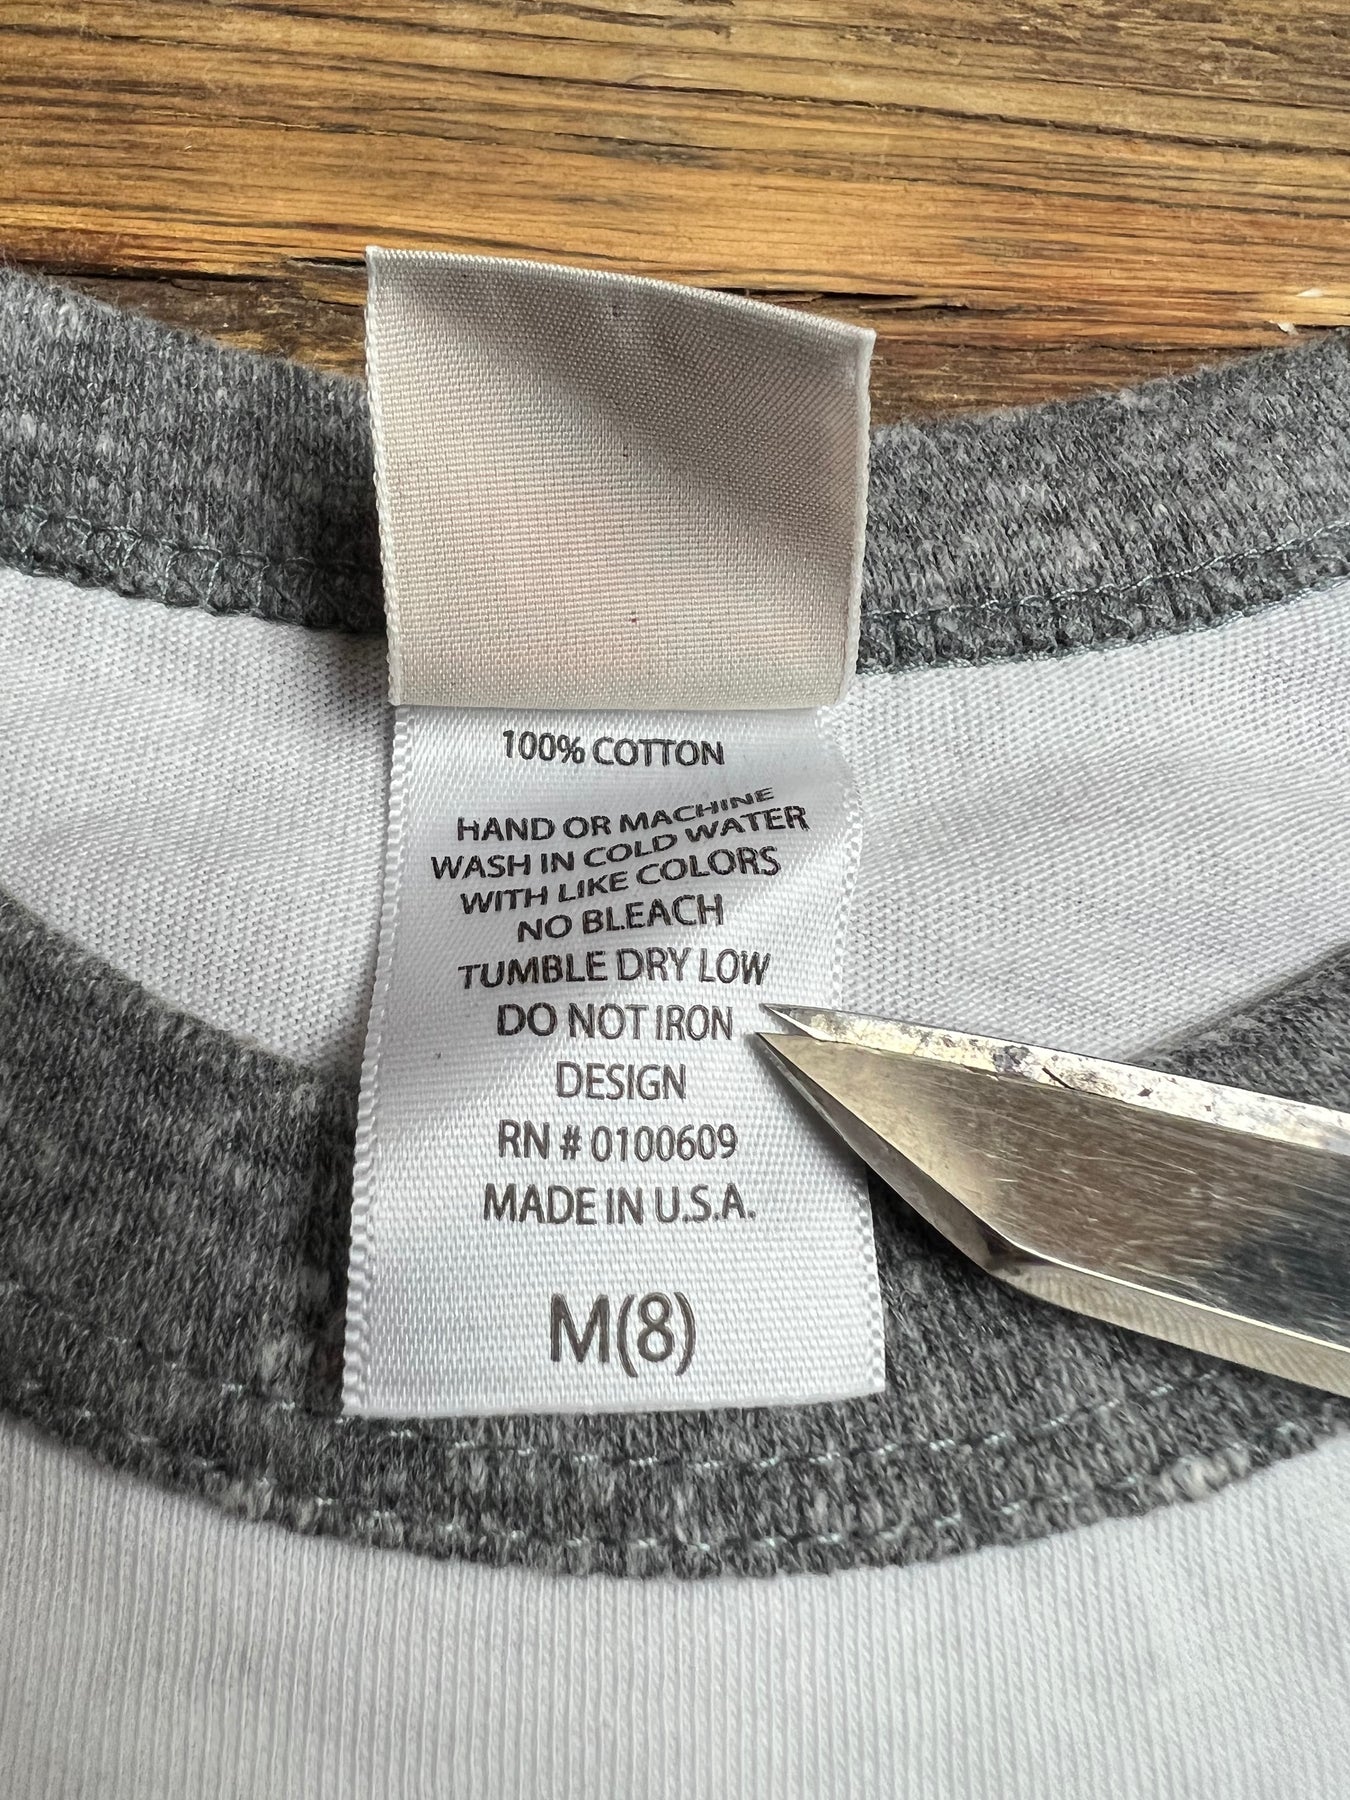 100% COTTON
HAND OR MACHINE
WASH IN COLD WATER
WITH LIKE COLORS
NO BLEACH
TUMBLE DRY LOW
DO NOT IRON
DESIGN
RN # 0100609
MADE IN U.S.A.
M(8)